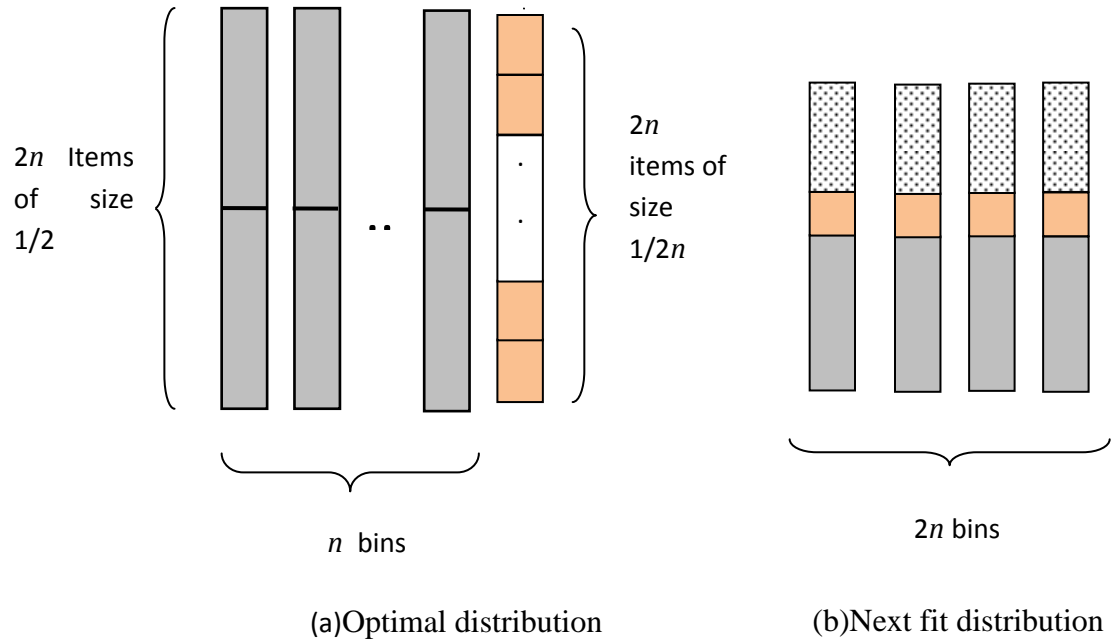 2n Items
of size
1/2
2n
items of
size
1/2n
n bins
2n bins
(a)Optimal distribution
(b)Next fit distribution